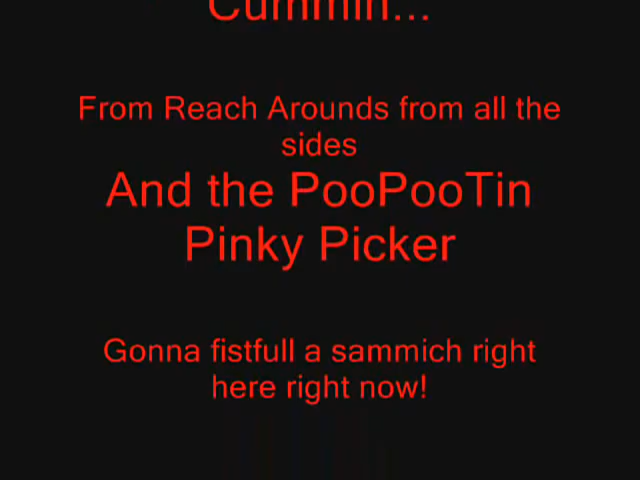 Cummin...
From Reach Arounds from all the
sides
And the PooPooTin
Pinky Picker
Gonna fistfull a sammich right
here right now!